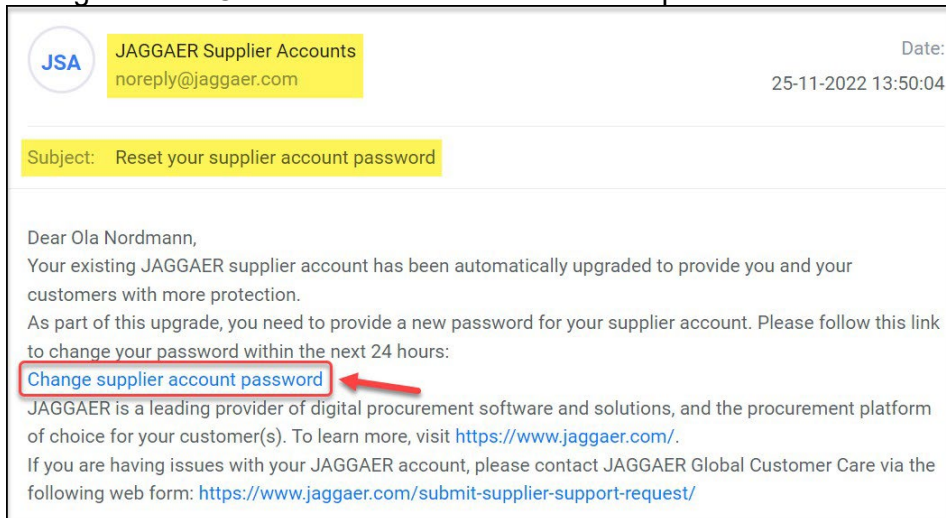 JSA
JAGGAER Supplier Accounts
noreply@jaggaer.com
Date:
25-11-2022 13:50:04
Subject: Reset your supplier account password
Dear Ola Nordmann,
Your existing JAGGAER supplier account has been automatically upgraded to provide you and your
customers with more protection.
As part of this upgrade, you need to provide a new password for your supplier account. Please follow this link
to change your password within the next 24 hours:
Change supplier account password
JAGGAER is a leading provider of digital procurement software and solutions, and the procurement platform
of choice for your customer(s). To learn more, visit https://www.jaggaer.com/.
If you are having issues with your JAGGAER account, please contact JAGGAER Global Customer Care via the
following web form: https://www.jaggaer.com/submit-supplier-support-request/